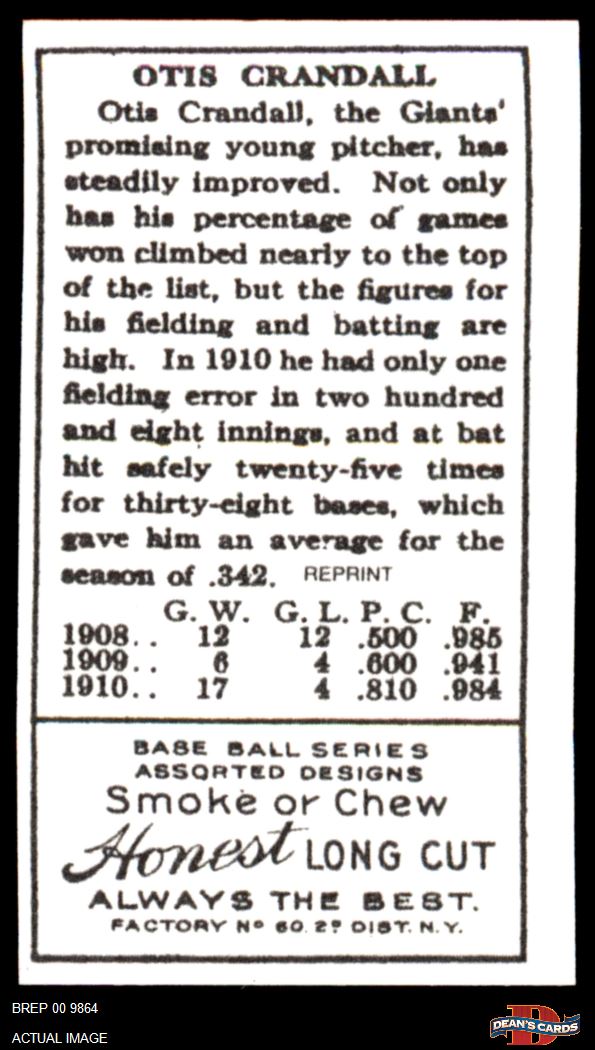 OTIS CRANDALL
Otis Crandall, the Giants'
promising young pitcher, has
steadily improved. Not only
has his percentage of games
won climbed nearly to the top
of the list, but the figures for
his fielding and batting are
high. In 1910 he had only one
fielding error in two hundred
and eight innings, and at bat
hit safely twenty-five times
for thirty-eight bases, which
gave him an average for the
season of .342. REPRINT
G. W. G. L. P. C. F.
1908.. 12 12 .500 .985
1909.. 6 4 .600 .941
1910.. 17 4 .810 .984
BASE BALL SERIES
ASSORTED DESIGNS
Smoke or Chew
Honest LONG CUT
ALWAYS THE BEST.
FACTORY Nº 60. 2º DIST. N.Y.
BREP 00 9864
ACTUAL IMAGE
D
DEAN'S CARDS